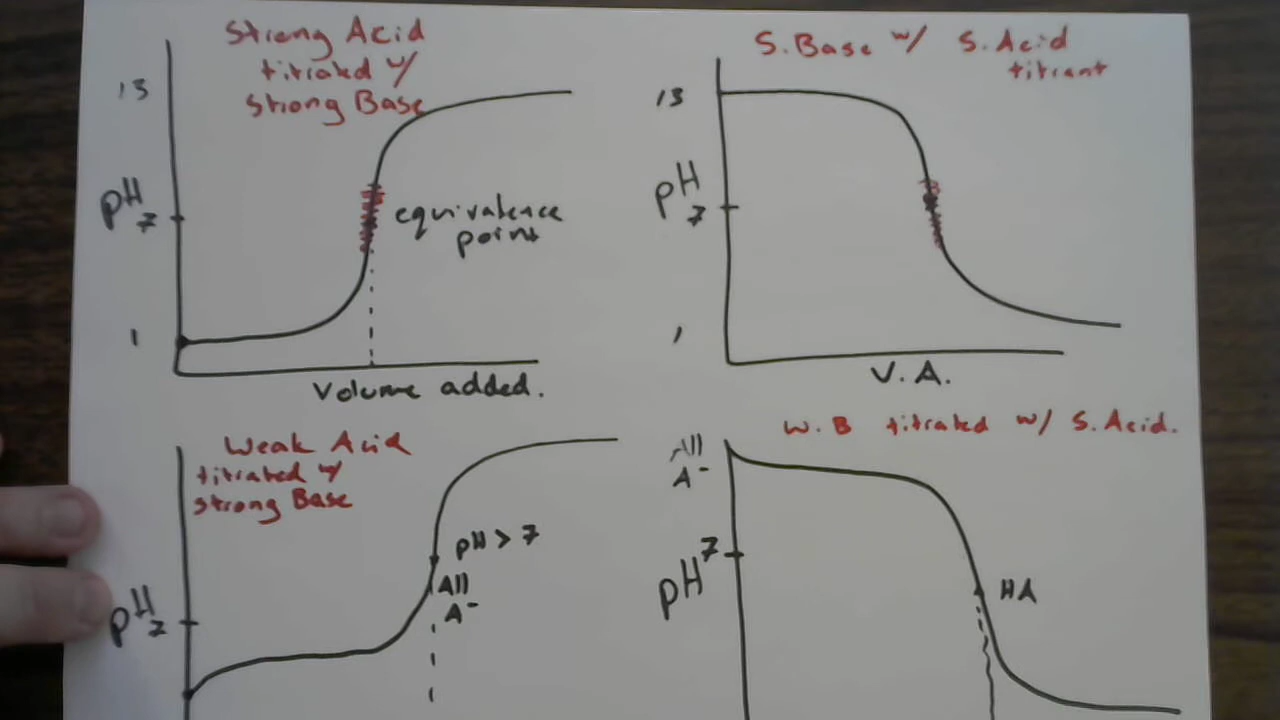 Strong Acid
titrated w/
strong Base
13
pH
7
equivalence
point
1
Volume added.
S.Base w/ S.Acid
titrant
13
pH
7
1
V.A.
Weak Acid
titrated w/
strong Base
pH > 7
All
A-
pH
7
W.B titrated w/ S.Acid.
All
A-
7
pH
HA